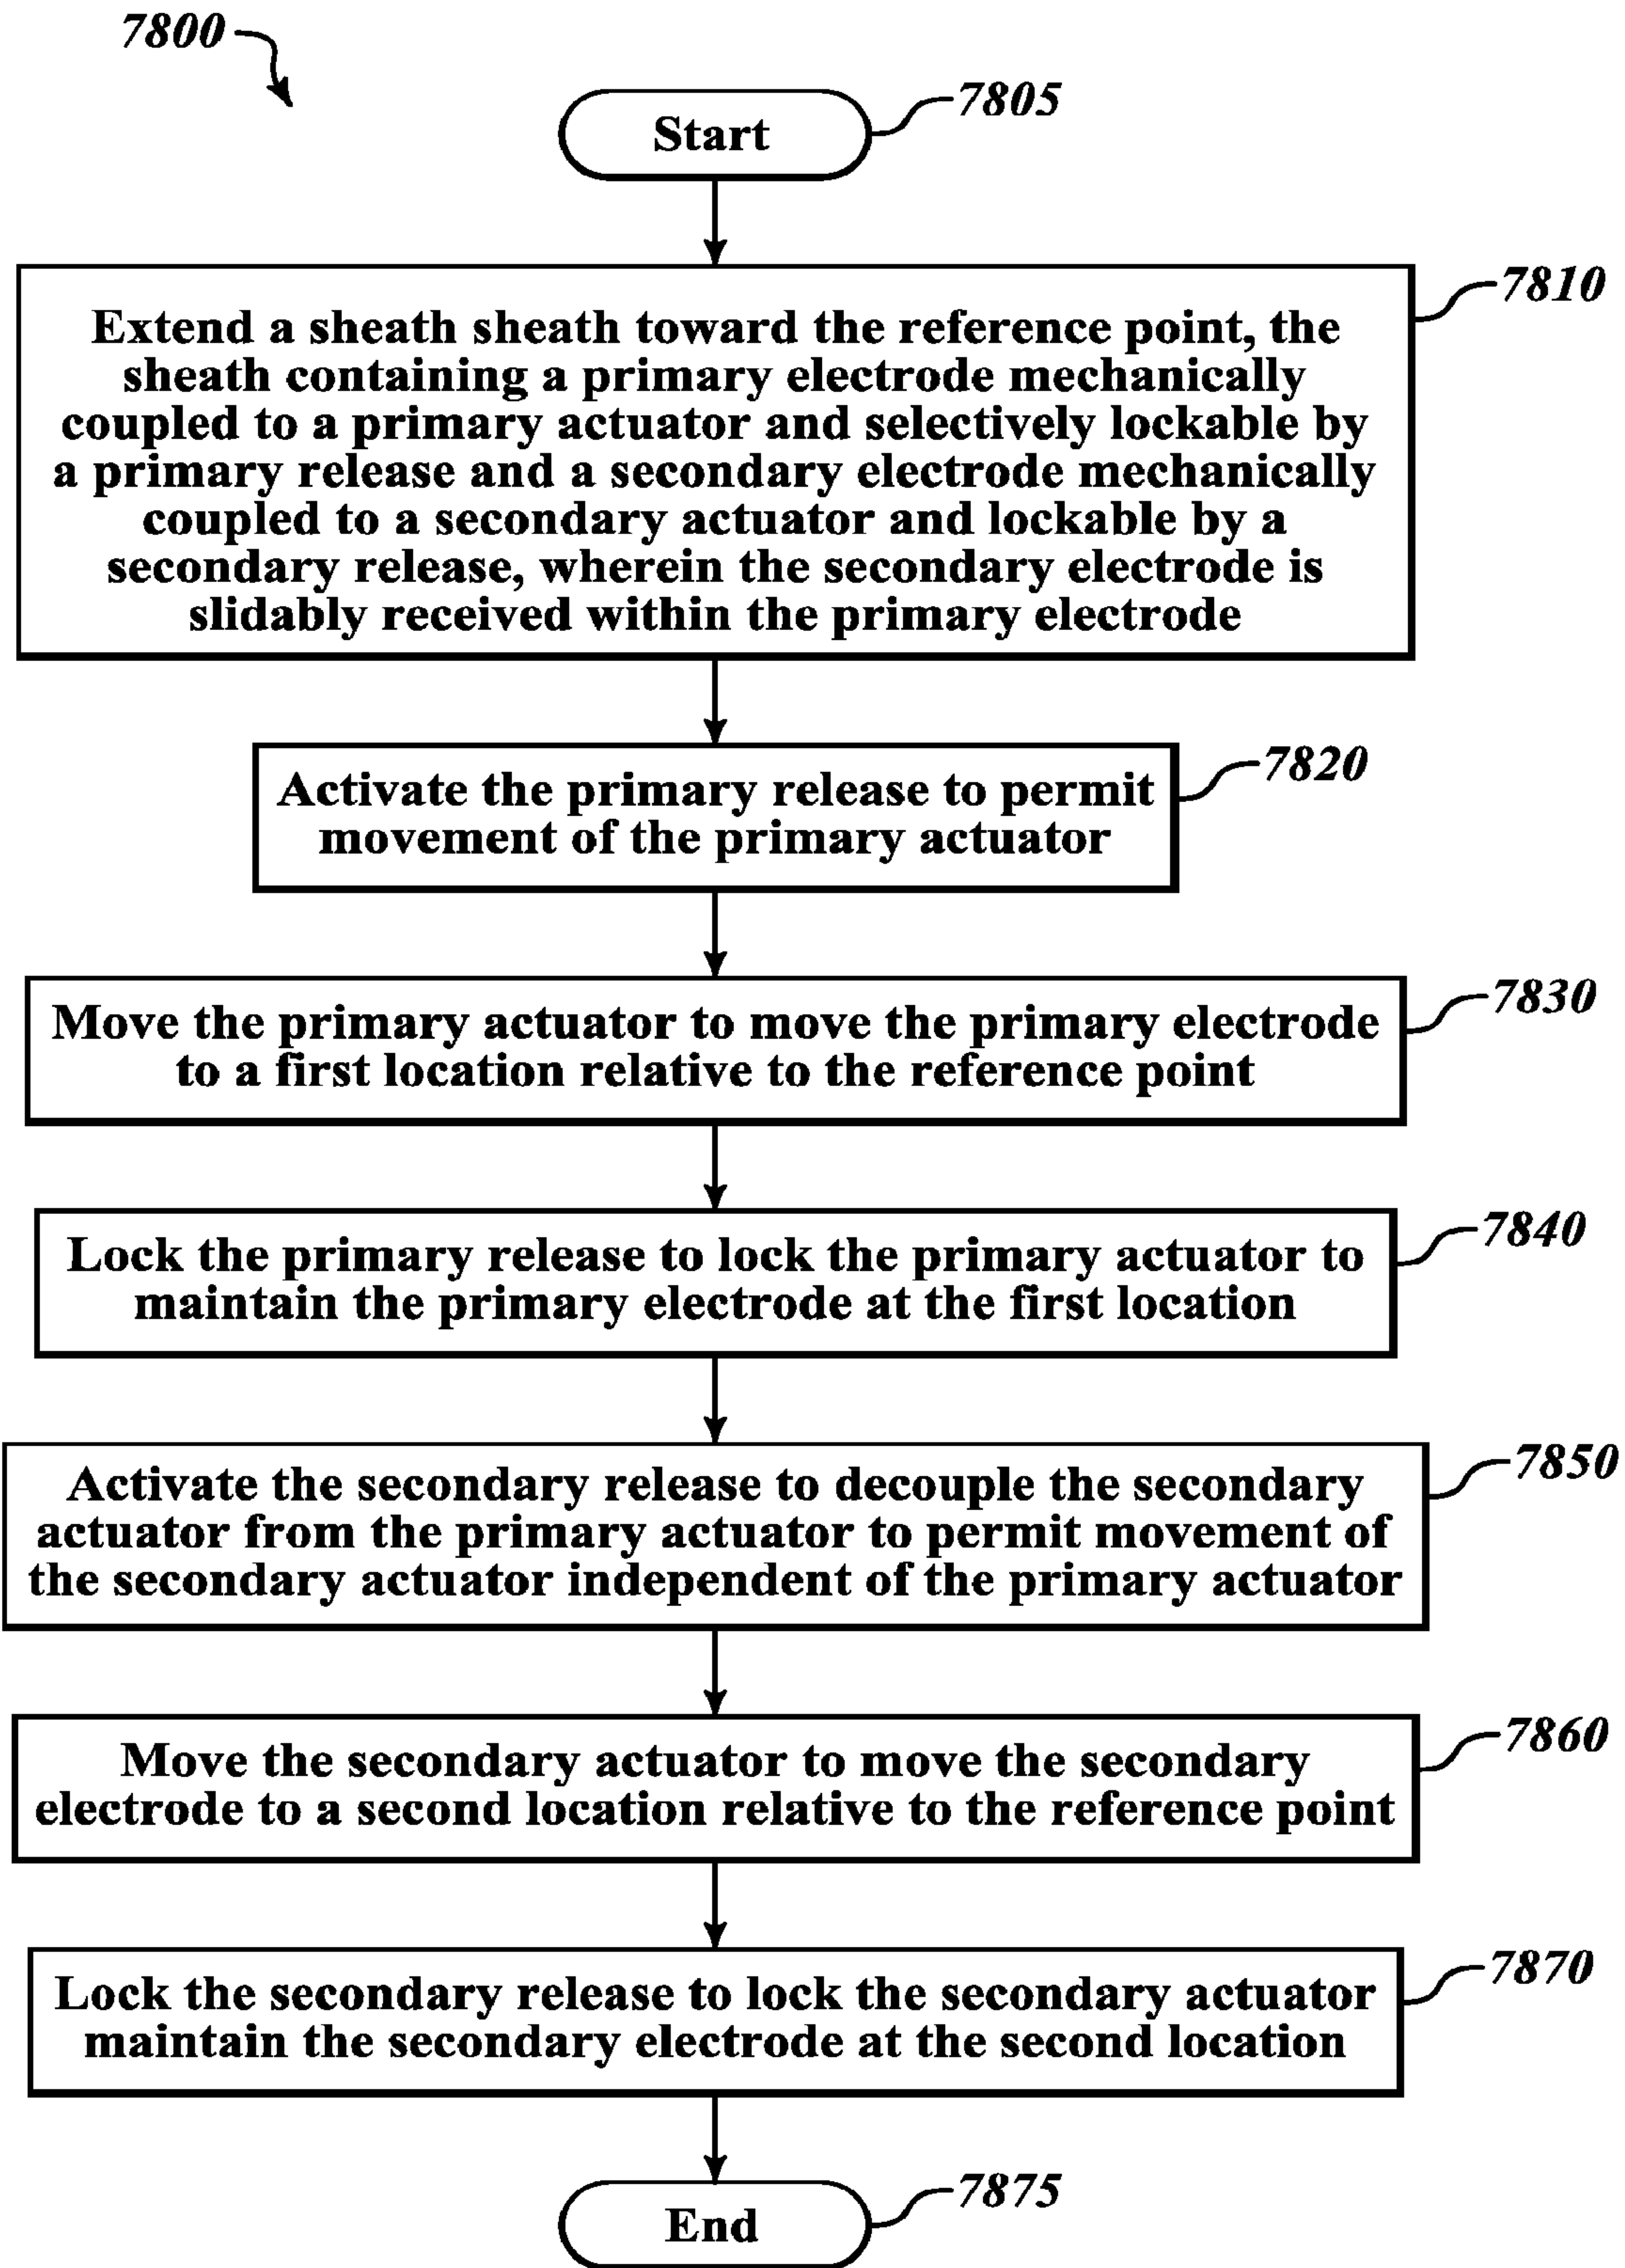 7800
Start
7805
7810
Extend a sheath sheath toward the reference point, the
sheath containing a primary electrode mechanically
coupled to a primary actuator and selectively lockable by
a primary release and a secondary electrode mechanically
coupled to a secondary actuator and lockable by a
secondary release, wherein the secondary electrode is
slidably received within the primary electrode
7820
Activate the primary release to permit
movement of the primary actuator
7830
Move the primary actuator to move the primary electrode
to a first location relative to the reference point
7840
Lock the primary release to lock the primary actuator to
maintain the primary electrode at the first location
7850
Activate the secondary release to decouple the secondary
actuator from the primary actuator to permit movement of
the secondary actuator independent of the primary actuator
7860
Move the secondary actuator to move the secondary
electrode to a second location relative to the reference point
7870
Lock the secondary release to lock the secondary actuator
maintain the secondary electrode at the second location
7875
End